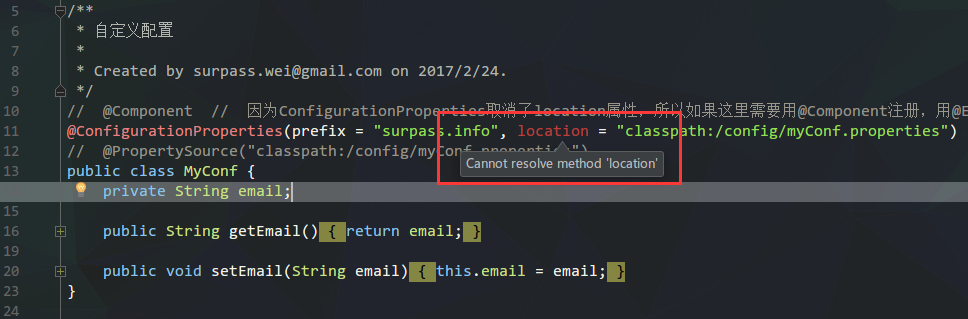 5 /**
6 * 自定义配置
7 *
8 * Created by surpass.wei@gmail.com on 2017/2/24.
9 */
10 // @Component // 因为ConfigurationProperties取消了location属性, 所以如果这里需要用@Component注册, 用@E
11 @ConfigurationProperties(prefix = "surpass.info", location = "classpath:/config/myConf.properties")
12 // @PropertySource("classpath:/config/myConf.properties")
Cannot resolve method 'location'
13 public class MyConf {
private String email;
15
16 public String getEmail() { return email; }
19
20 public void setEmail(String email) { this.email = email; }
23 }
24